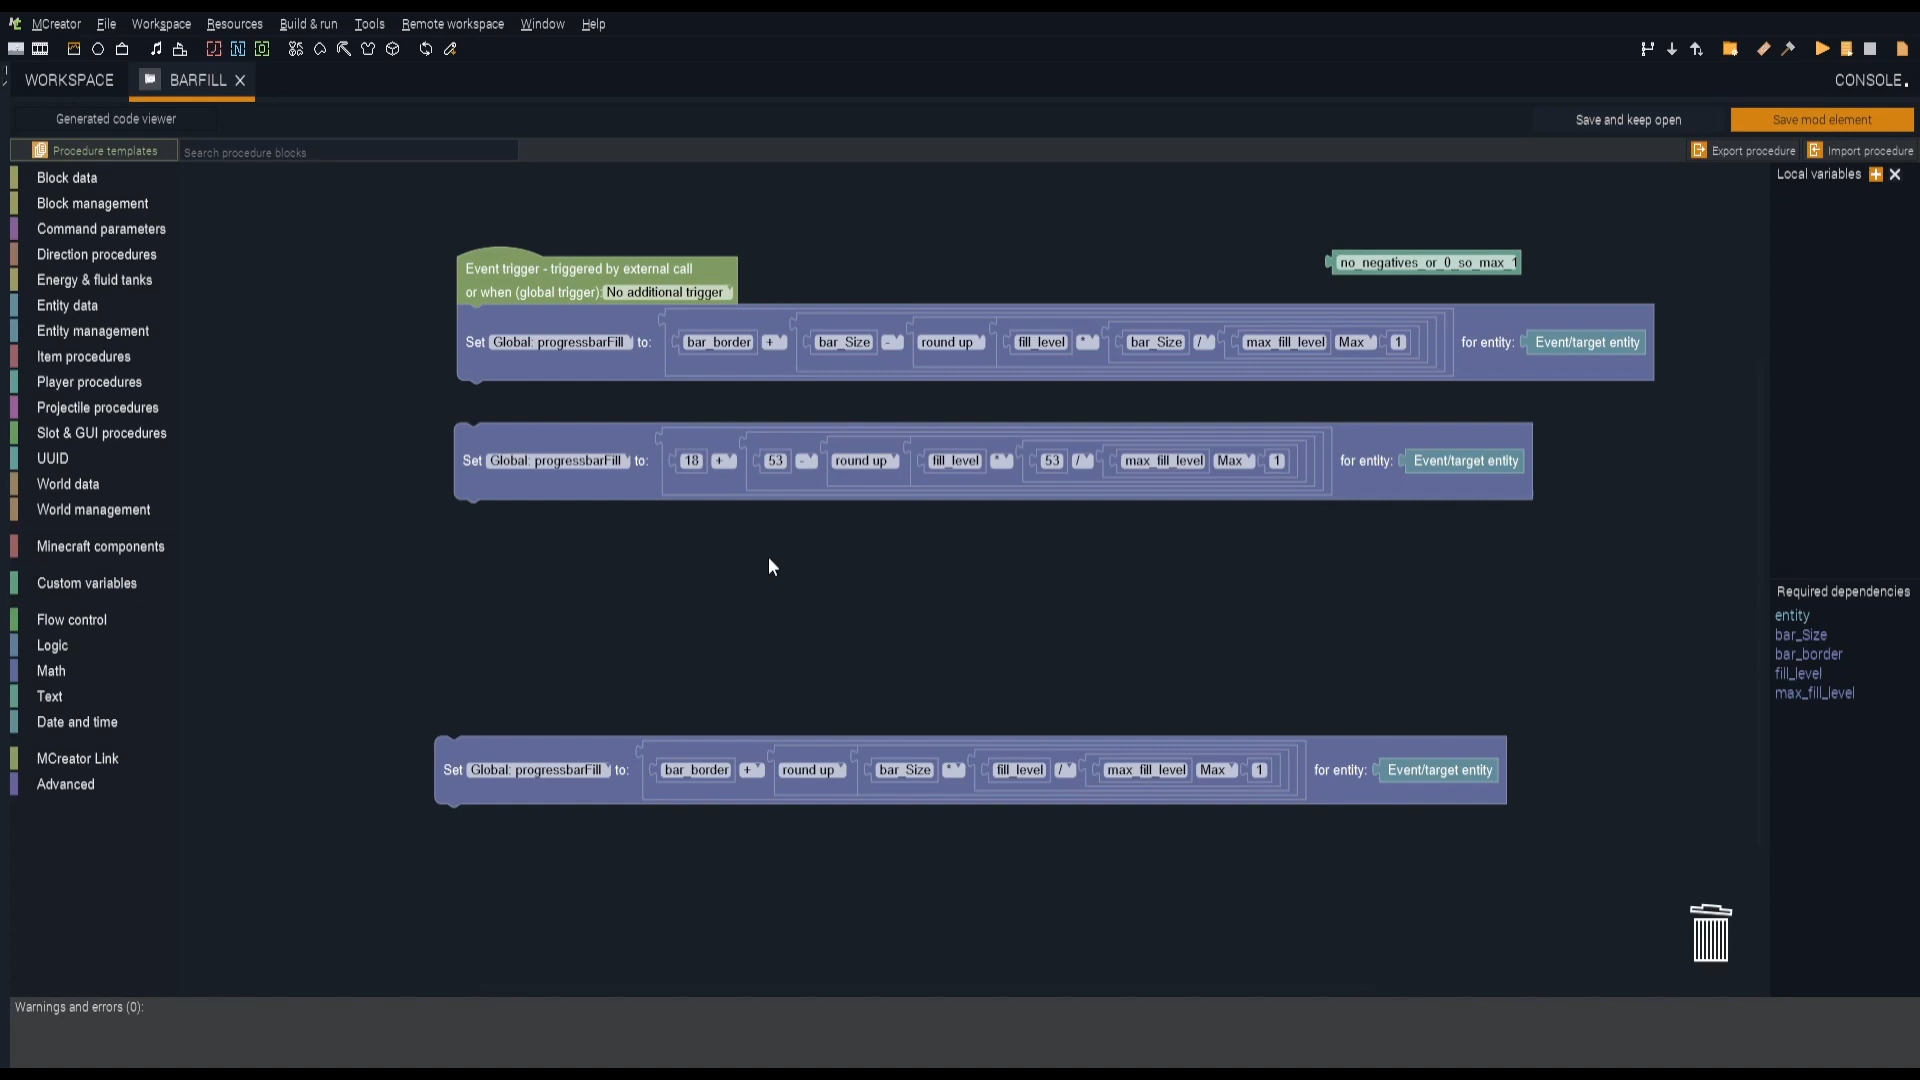 MCreator File Workspace Resources Build & run Tools Remote workspace Window Help
WORKSPACE BARFILL CONSOLE
Generated code viewer Save and keep open Save mod element
Procedure templates Search procedure blocks Export procedure Import procedure
Block data
Block management
Command parameters
Direction procedures
Energy & fluid tanks
Entity data
Entity management
Item procedures
Player procedures
Projectile procedures
Slot & GUI procedures
UUID
World data
World management
Minecraft components
Custom variables
Flow control
Logic
Math
Text
Date and time
MCreator Link
Advanced
Event trigger - triggered by external call
or when (global trigger): No additional trigger
no_negatives_or_0_so_max_1
Set Global: progressbarFill to: bar_border + bar_Size - round up fill_level * bar_Size / max_fill_level Max 1 for entity: Event/target entity
Set Global: progressbarFill to: 18 + 53 - round up fill_level * 53 / max_fill_level Max 1 for entity: Event/target entity
Set Global: progressbarFill to: bar_border + round up bar_Size * fill_level / max_fill_level Max 1 for entity: Event/target entity
Local variables
Required dependencies
entity
bar_Size
bar_border
fill_level
max_fill_level
Warnings and errors (0):